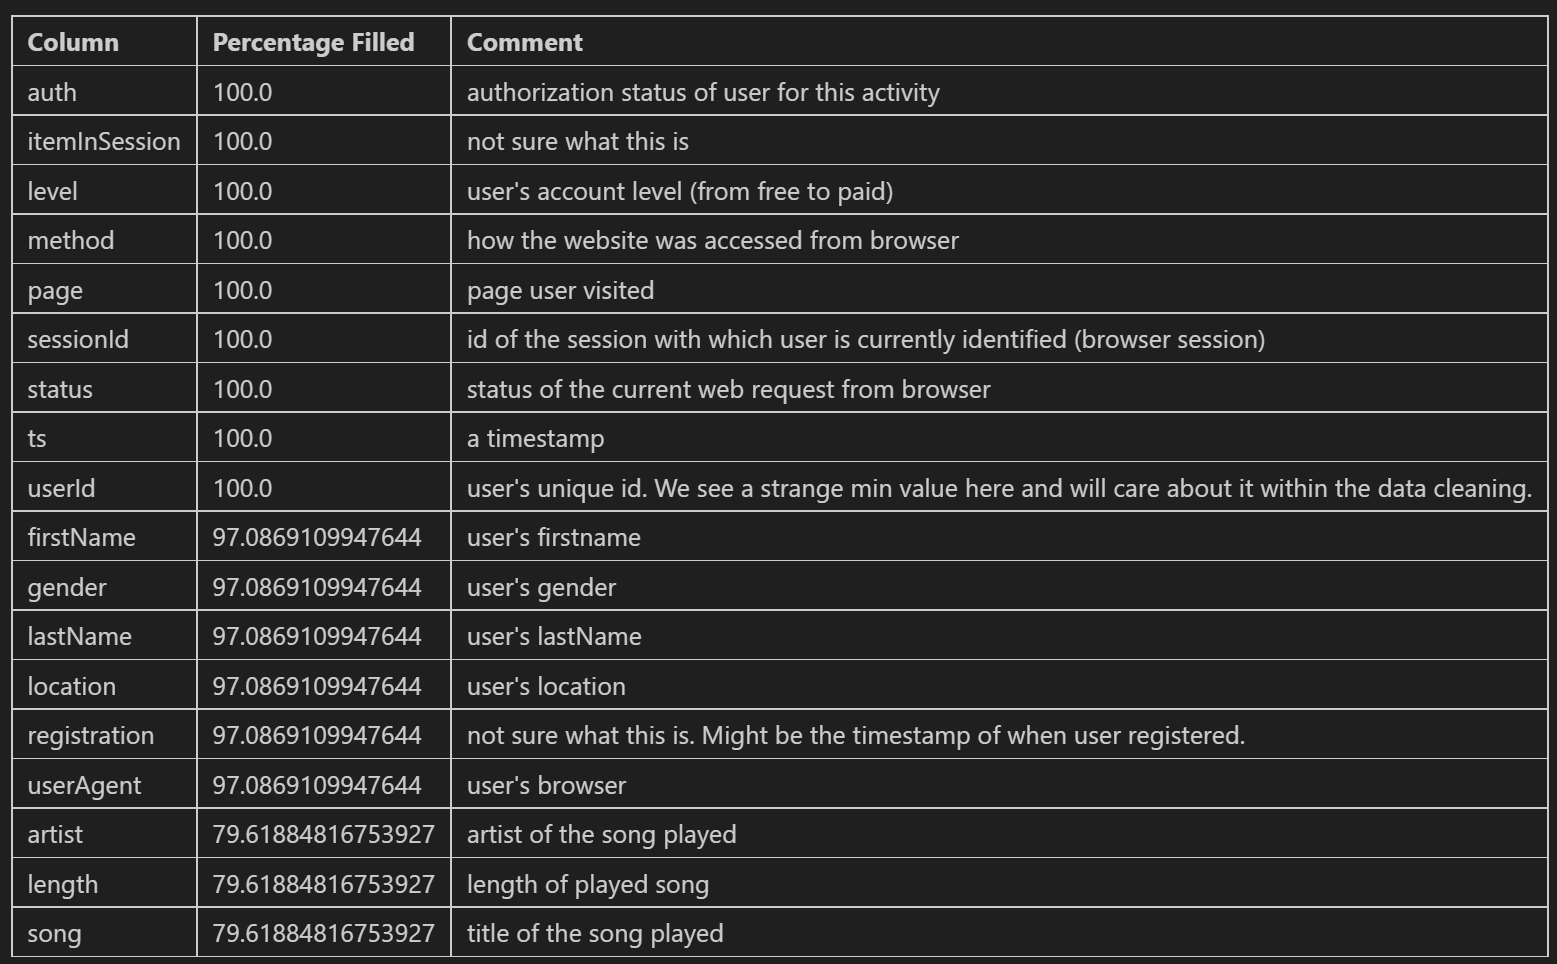 Column Percentage Filled Comment
auth 100.0 authorization status of user for this activity
itemInSession 100.0 not sure what this is
level 100.0 user's account level (from free to paid)
method 100.0 how the website was accessed from browser
page 100.0 page user visited
sessionId 100.0 id of the session with which user is currently identified (browser session)
status 100.0 status of the current web request from browser
ts 100.0 a timestamp
userId 100.0 user's unique id. We see a strange min value here and will care about it within the data cleaning.
firstName 97.0869109947644 user's firstname
gender 97.0869109947644 user's gender
lastName 97.0869109947644 user's lastName
location 97.0869109947644 user's location
registration 97.0869109947644 not sure what this is. Might be the timestamp of when user registered.
userAgent 97.0869109947644 user's browser
artist 79.61884816753927 artist of the song played
length 79.61884816753927 length of played song
song 79.61884816753927 title of the song played